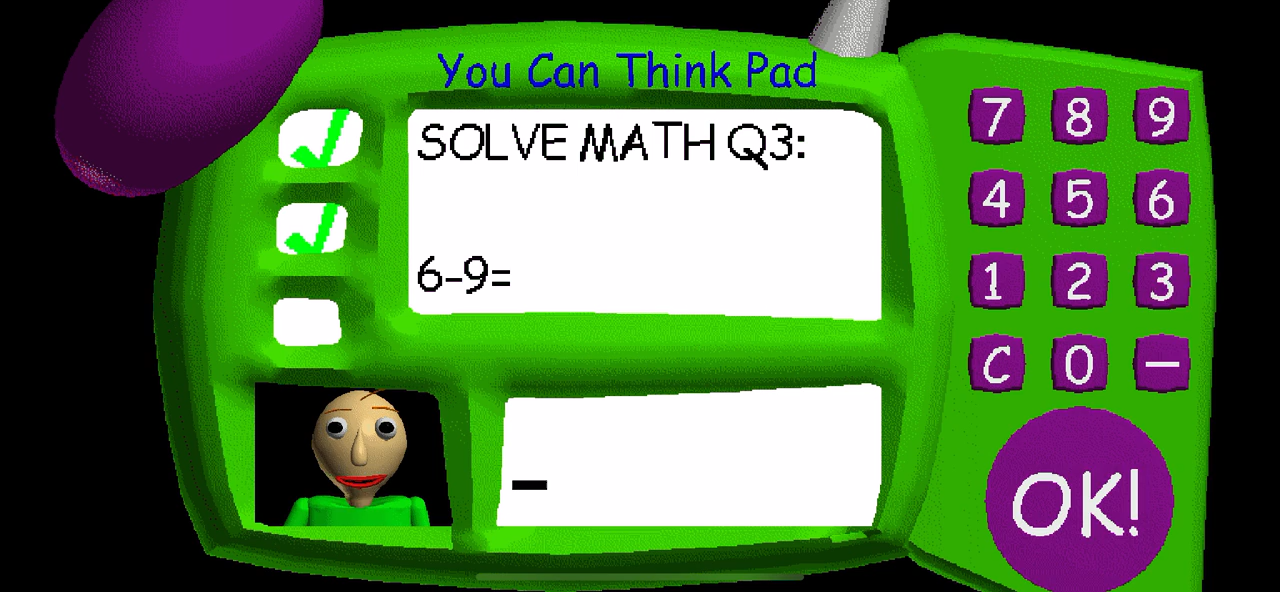 You Can Think Pad
SOLVE MATH Q3:
6-9=
7 8 9
4 5 6
1 2 3
C 0 -
OK!